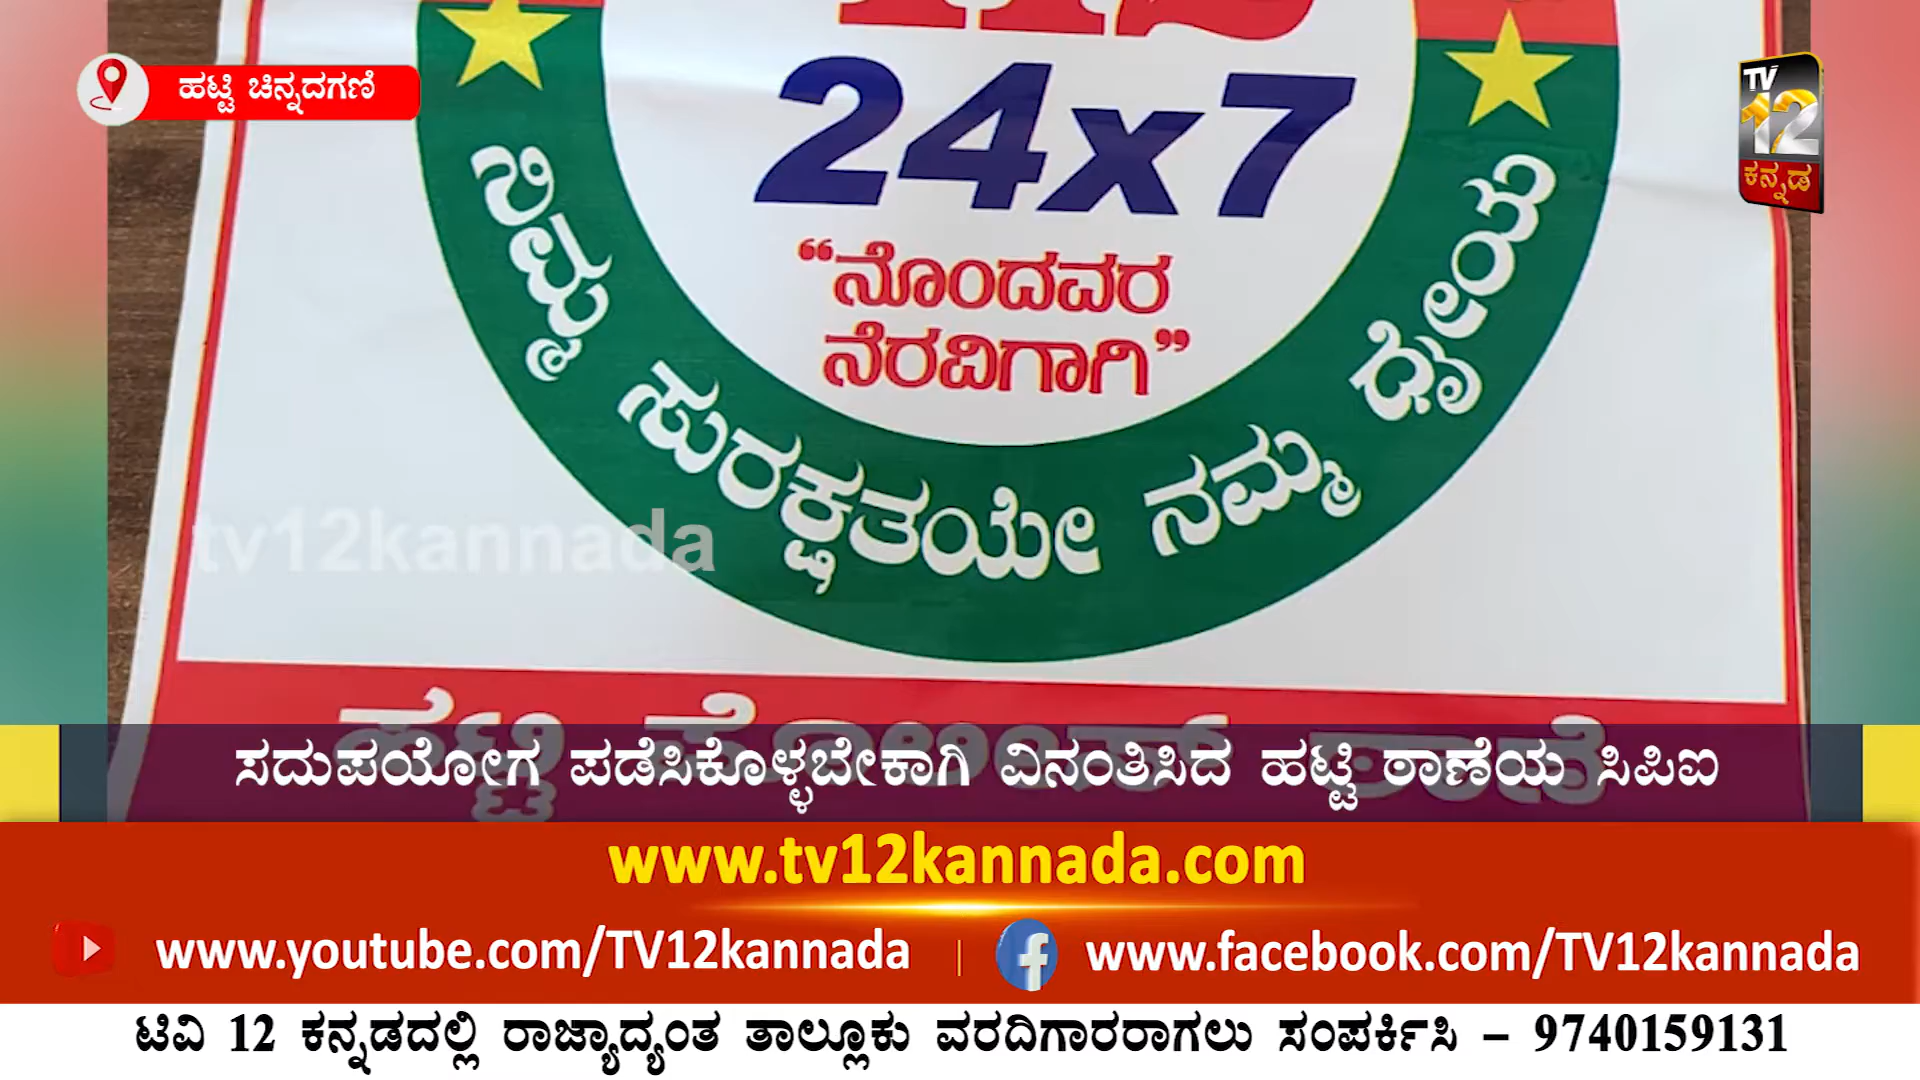 ಹಟ್ಟಿ ಚಿನ್ನದಗಣಿ
TV
12
ಕನ್ನಡ
24x7
“ನೊಂದವರ
ನೆರವಿಗಾಗಿ”
ನಿಮ್ಮ ಸುರಕ್ಷತೆಯೇ ನಮ್ಮ ಧ್ಯೇಯ
tv12kannada
ಹಟ್ಟಿ ಪೊಲೀಸ್ ಠಾಣೆ
ಸದುಪಯೋಗ ಪಡೆಸಿಕೊಳ್ಳಬೇಕಾಗಿ ವಿನಂತಿಸಿದ ಹಟ್ಟಿ ಠಾಣೆಯ ಸಿಪಿಐ
www.tv12kannada.com
www.youtube.com/TV12kannada | www.facebook.com/TV12kannada
ಟಿವಿ 12 ಕನ್ನಡದಲ್ಲಿ ರಾಜ್ಯಾದ್ಯಂತ ತಾಲ್ಲೂಕು ವರದಿಗಾರರಾಗಲು ಸಂಪರ್ಕಿಸಿ – 9740159131